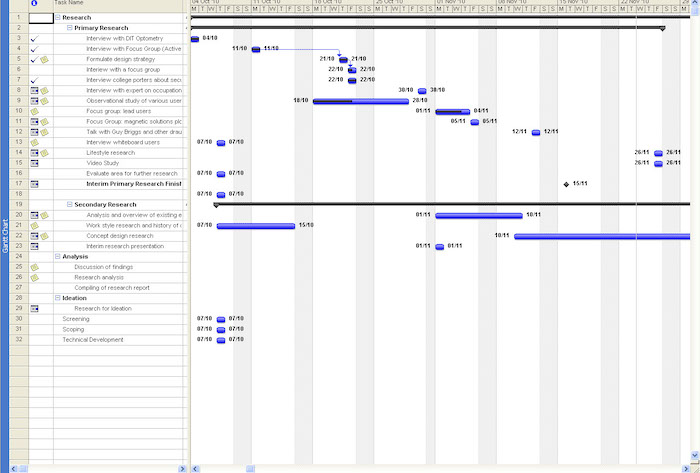 Task Name 04 Oct '10 11 Oct '10 18 Oct '10 25 Oct '10 01 Nov '10 08 Nov '10 15 Nov '10 22 Nov '10 29
M T W T F S S M T W T F S S M T W T F S S M T W T F S S M T W T F S S M T W T F S S M T W T F S S M T W T F S S M
1 Research
2 Primary Research
3 Interview with DIT Optometry 04/10
4 Interview with Focus Group (Active 11/10 11/10
5 Formulate design strategy 21/10 21/10
6 Interview with a focus group 22/10 22/10
7 Interview college porters about sec 22/10 22/10
8 Interview with expert on occupation 30/10 30/10
9 Observational study of various user 18/10 28/10
10 Focus group: lead users 01/11 04/11
11 Focus Group: magnetic solutions plc 05/11 05/11
12 Talk with Guy Briggs and other drau 12/11 12/11
13 Interview whiteboard users 07/10 07/10
14 Lifestyle research 26/11 26/11
15 Video Study 26/11 26/11
16 Evaluate area for further research 07/10 07/10
17 Interim Primary Research Finish 15/11
18 07/10 07/10
19 Secondary Research
20 Analysis and overview of existing e 01/11 10/11
21 Work style research and history of c 07/10 15/10
22 Concept design research 10/11
23 Interim research presentation 01/11 01/11
24 Analysis
25 Discussion of findings
26 Research analysis
27 Compiling of research report
28 Ideation
29 Research for Ideation
30 Screening 07/10 07/10
31 Scoping 07/10 07/10
32 Technical Development 07/10 07/10
Gantt Chart